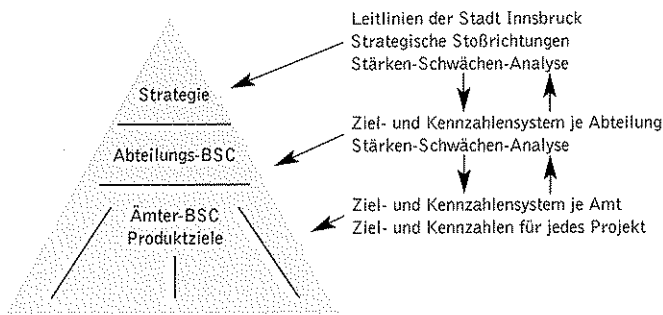 Leitlinien der Stadt Innsbruck
Strategische Stoßrichtungen
Stärken-Schwächen-Analyse
Strategie
Ziel- und Kennzahlensystem je Abteilung
Stärken-Schwächen-Analyse
Abteilungs-BSC
Ziel- und Kennzahlensystem je Amt
Ziel- und Kennzahlen für jedes Projekt
Ämter-BSC
Produktziele